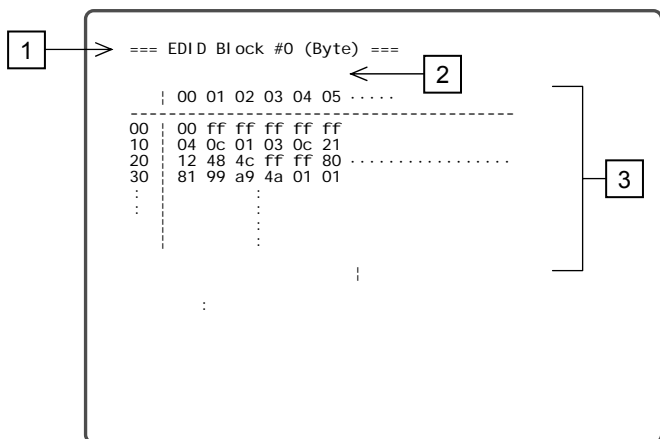 1
=== EDID Block #0 (Byte) ===
2
¦ 00 01 02 03 04 05 ·····
------------------------------------------------
00 ¦ 00 ff ff ff ff ff
10 ¦ 04 0c 01 03 0c 21
20 ¦ 12 48 4c ff ff 80 ·················
30 ¦ 81 99 a9 4a 01 01
3
: ¦ :
: ¦ :
¦ :
¦ :
¦
: